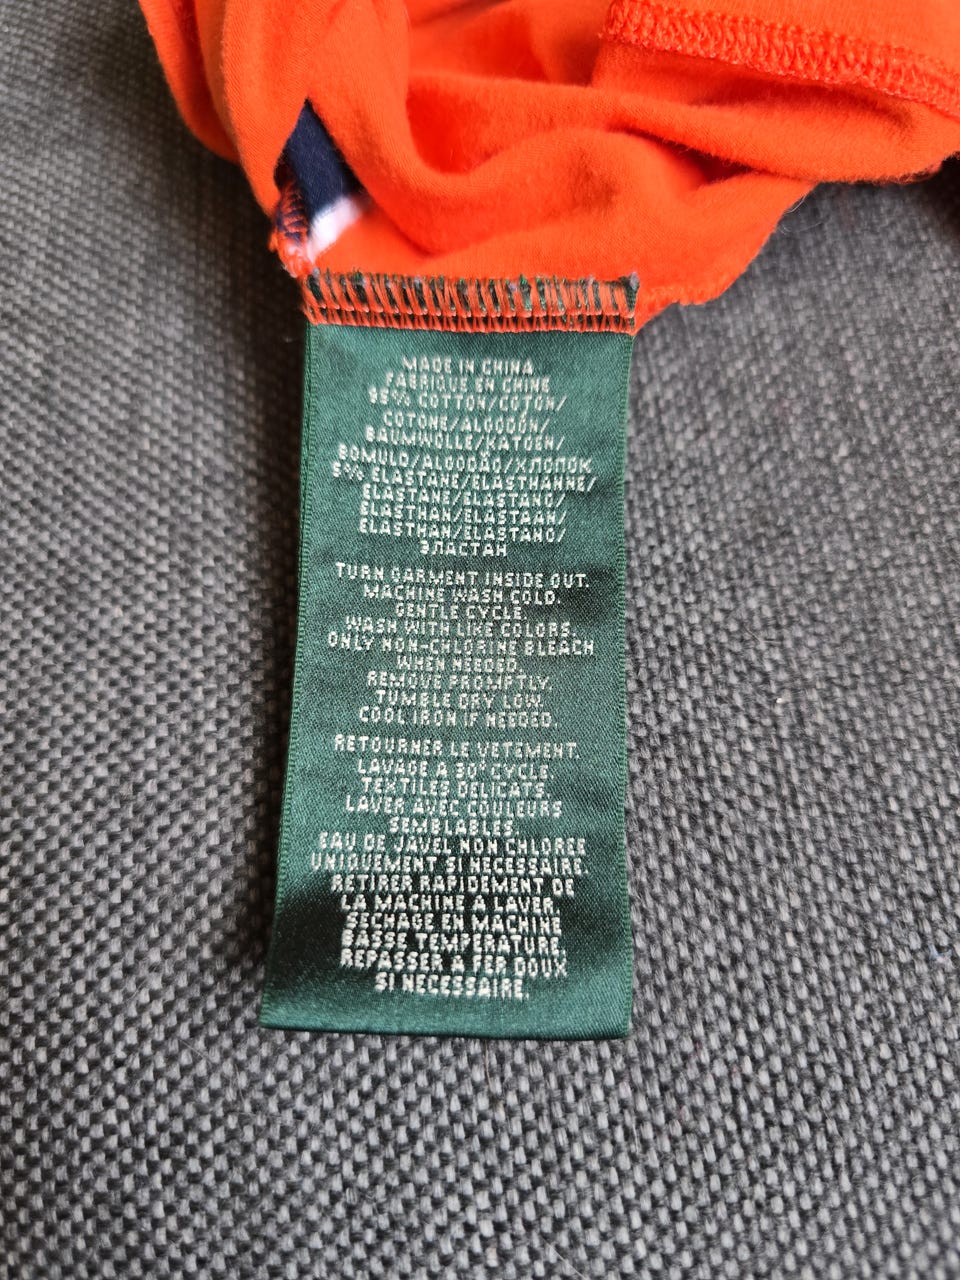 MADE IN CHINA
FABRIQUE EN CHINE
95% COTTON/COTON/
COTONE/ALGODÓN/
BAUMWOLLE/KATOEN/
BOMULD/ALGODÃO/ХЛОПОК
5% ELASTANE/ELASTHANNE/
ELASTANE/ELASTANO/
ELASTHAN/ELASTAAN/
ELASTHAN/ELASTANO/
ЭЛАСТАН
TURN GARMENT INSIDE OUT.
MACHINE WASH COLD.
GENTLE CYCLE.
WASH WITH LIKE COLORS.
ONLY NON-CHLORINE BLEACH
WHEN NEEDED.
REMOVE PROMPTLY.
TUMBLE DRY LOW.
COOL IRON IF NEEDED.
RETOURNER LE VETEMENT.
LAVAGE A 30° CYCLE.
TEXTILES DELICATS.
LAVER AVEC COULEURS
SEMBLABLES.
EAU DE JAVEL NON CHLOREE
UNIQUEMENT SI NECESSAIRE.
RETIRER RAPIDEMENT DE
LA MACHINE A LAVER
SECHAGE EN MACHINE
BASSE TEMPERATURE.
REPASSER A FER DOUX
SI NECESSAIRE.